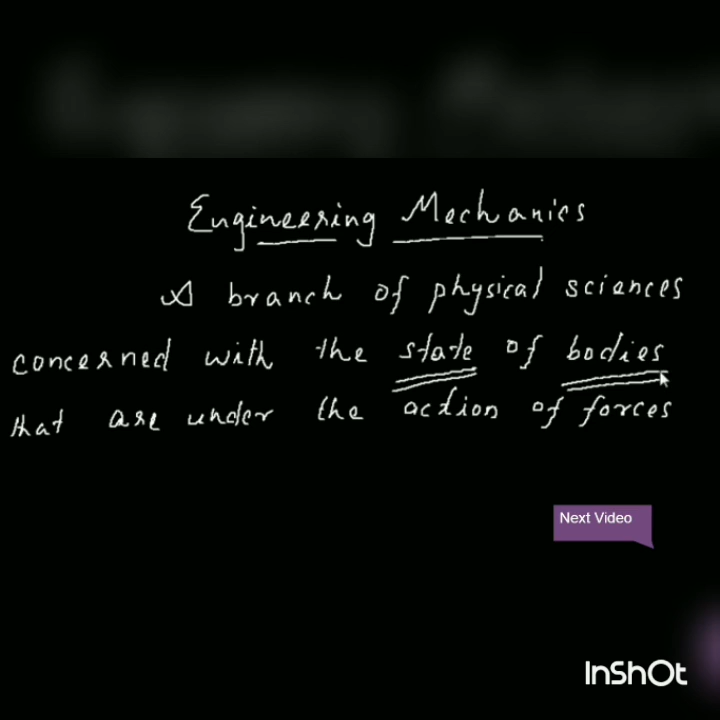 Engineering Mechanics
A branch of physical sciences
concerned with the state of bodies
that are under the action of forces
Next Video
InShOt